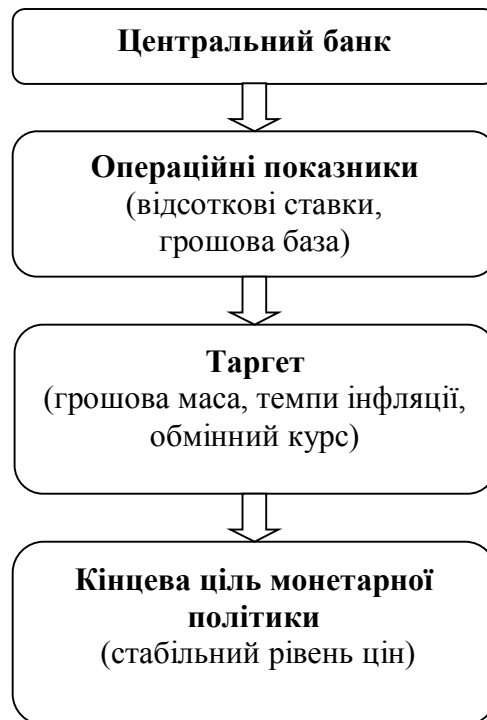 Центральний банк
Операційні показники
(відсоткові ставки,
грошова база)
Таргет
(грошова маса, темпи інфляції,
обмінний курс)
Кінцева ціль монетарної
політики
(стабільний рівень цін)